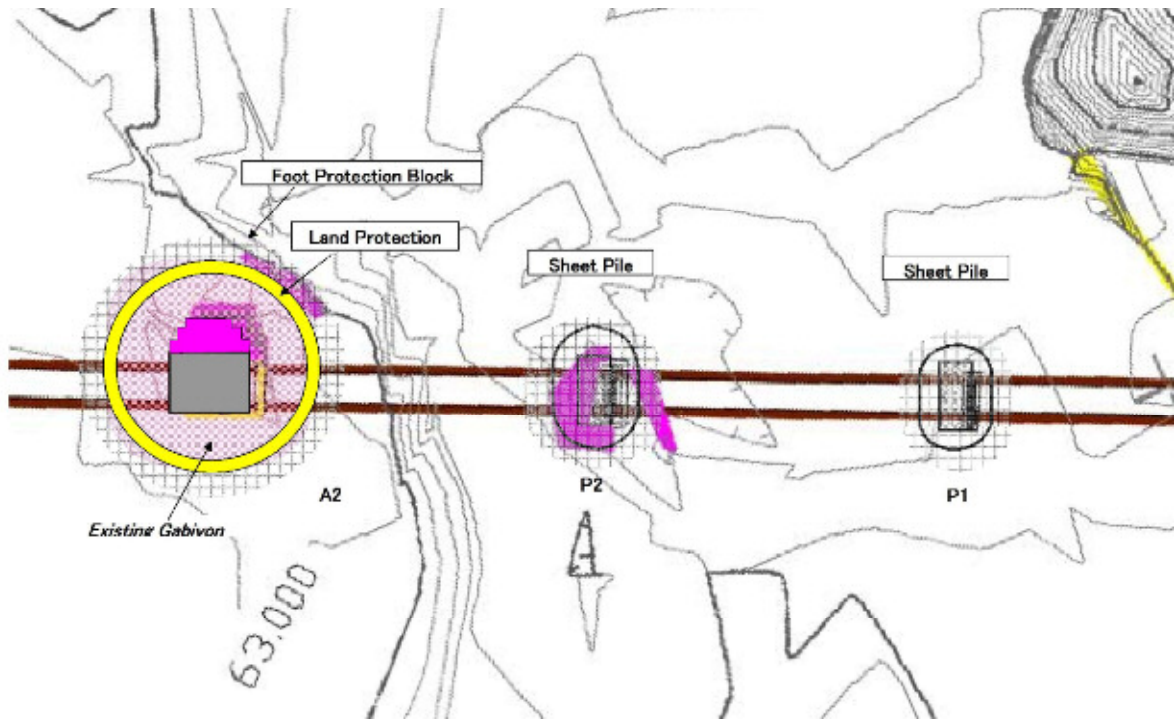 Foot Protection Block
Land Protection
Sheet Pile
Sheet Pile
A2
P2
P1
Existing Gabivon
63.000